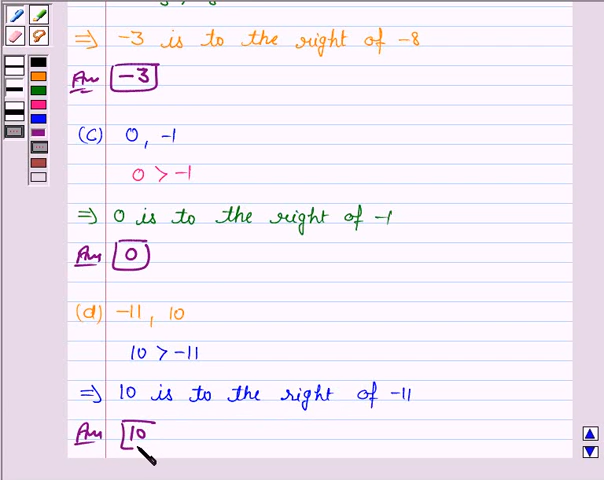 ⇒ -3 is to the right of -8
Ans -3
(c) 0, -1
0 > -1
⇒ 0 is to the right of -1
Ans 0
(d) -11, 10
10 > -11
⇒ 10 is to the right of -11
Ans 10